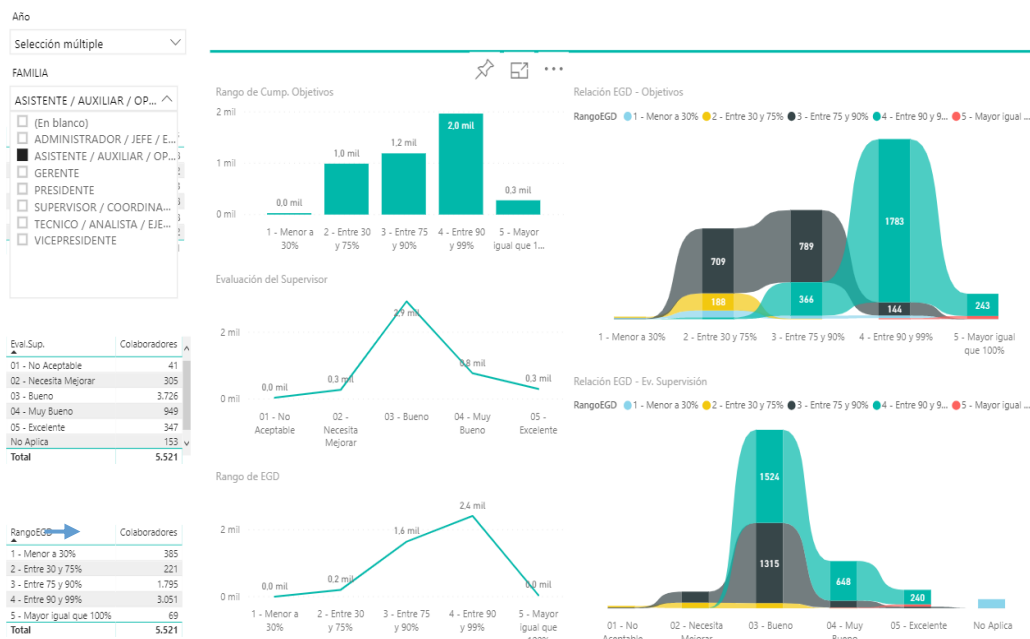 Año
Selección múltiple
FAMILIA
ASISTENTE / AUXILIAR / OP...
(En blanco)
ADMINISTRADOR / JEFE / E...
ASISTENTE / AUXILIAR / OP...
GERENTE
PRESIDENTE
SUPERVISOR / COORDINA...
TECNICO / ANALISTA / EJE...
VICEPRESIDENTE
Eval.Sup. Colaboradores
01 - No Aceptable 41
02 - Necesita Mejorar 305
03 - Bueno 3.726
04 - Muy Bueno 949
05 - Excelente 347
No Aplica 153
Total 5.521
RangoEGD Colaboradores
1 - Menor a 30% 385
2 - Entre 30 y 75% 221
3 - Entre 75 y 90% 1.795
4 - Entre 90 y 99% 3.051
5 - Mayor igual que 100% 69
Total 5.521
Rango de Cump. Objetivos
2 mil
1 mil
0 mil
0,0 mil
1,0 mil
1,2 mil
2,0 mil
0,3 mil
1 - Menor a 30%
2 - Entre 30 y 75%
3 - Entre 75 y 90%
4 - Entre 90 y 99%
5 - Mayor igual que 1...
Evaluación del Supervisor
2 mil
0 mil
0,0 mil
0,3 mil
2,9 mil
0,8 mil
0,3 mil
01 - No Aceptable
02 - Necesita Mejorar
03 - Bueno
04 - Muy Bueno
05 - Excelente
Rango de EGD
2 mil
0 mil
0,0 mil
0,2 mil
1,6 mil
2,4 mil
0,0 mil
1 - Menor a 30%
2 - Entre 30 y 75%
3 - Entre 75 y 90%
4 - Entre 90 y 99%
5 - Mayor igual que 100%
Relación EGD - Objetivos
RangoEGD 1 - Menor a 30% 2 - Entre 30 y 75% 3 - Entre 75 y 90% 4 - Entre 90 y 9... 5 - Mayor igual ...
709
188
789
366
1783
144
243
1 - Menor a 30%
2 - Entre 30 y 75%
3 - Entre 75 y 90%
4 - Entre 90 y 99%
5 - Mayor igual que 100%
Relación EGD - Ev. Supervisión
RangoEGD 1 - Menor a 30% 2 - Entre 30 y 75% 3 - Entre 75 y 90% 4 - Entre 90 y 9... 5 - Mayor igual ...
1524
1315
648
240
01 - No Aceptable
02 - Necesita Mejorar
03 - Bueno
04 - Muy Bueno
05 - Excelente
No Aplica